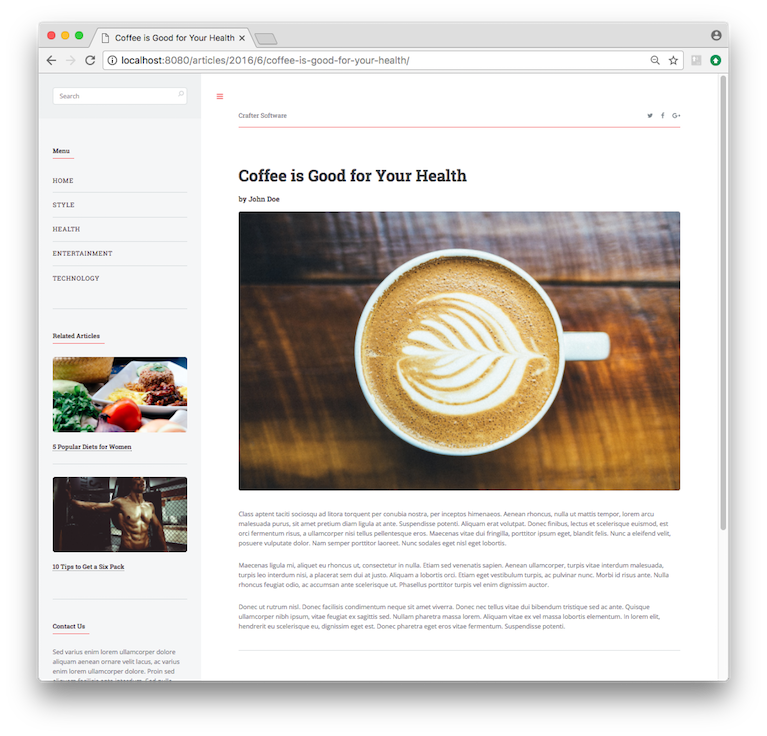 Coffee is Good for Your Health
localhost:8080/articles/2016/6/coffee-is-good-for-your-health/
Search
Menu
HOME
STYLE
HEALTH
ENTERTAINMENT
TECHNOLOGY
Related Articles
5 Popular Diets for Women
10 Tips to Get a Six Pack
Contact Us
Sed varius enim lorem ullamcorper dolore
aliquam aenean ornare velit lacus, ac varius
enim lorem ullamcorper dolore. Proin sed
aliquam facilisis ante interdum. Sed nulla
Crafter Software
Coffee is Good for Your Health
by John Doe
Class aptent taciti sociosqu ad litora torquent per conubia nostra, per inceptos himenaeos. Aenean rhoncus, nulla ut mattis tempor, lorem arcu
malesuada purus, sit amet pretium diam ligula at ante. Suspendisse potenti. Aliquam erat volutpat. Donec finibus, lectus et scelerisque euismod, est
orci fermentum risus, a ullamcorper nisi tellus pellentesque eros. Maecenas vitae dui fringilla, porttitor ipsum eget, blandit felis. Nunc a eleifend velit,
posuere vulputate dolor. Nam semper porttitor laoreet. Nunc sodales eget nisl eget lobortis.
Maecenas ligula mi, aliquet eu rhoncus ut, consectetur in nulla. Etiam sed venenatis sapien. Aenean ullamcorper, turpis vitae interdum malesuada,
turpis leo interdum nisi, a placerat sem dui at justo. Aliquam a lobortis orci. Etiam eget vestibulum turpis, ac pulvinar nunc. Morbi id risus ante. Nulla
rhoncus feugiat odio, ac accumsan ante scelerisque ut. Phasellus porttitor turpis vel enim dignissim auctor.
Donec ut rutrum nisl. Donec facilisis condimentum neque sit amet viverra. Donec nec tellus vitae dui bibendum tristique sed ac ante. Quisque
ullamcorper nibh ipsum, vitae feugiat ex sagittis sed. Nullam pharetra massa lorem. Aliquam vitae ex vel massa lobortis elementum. In lorem elit,
hendrerit eu scelerisque eu, dignissim eget est. Donec pharetra eget eros vitae fermentum. Suspendisse potenti.